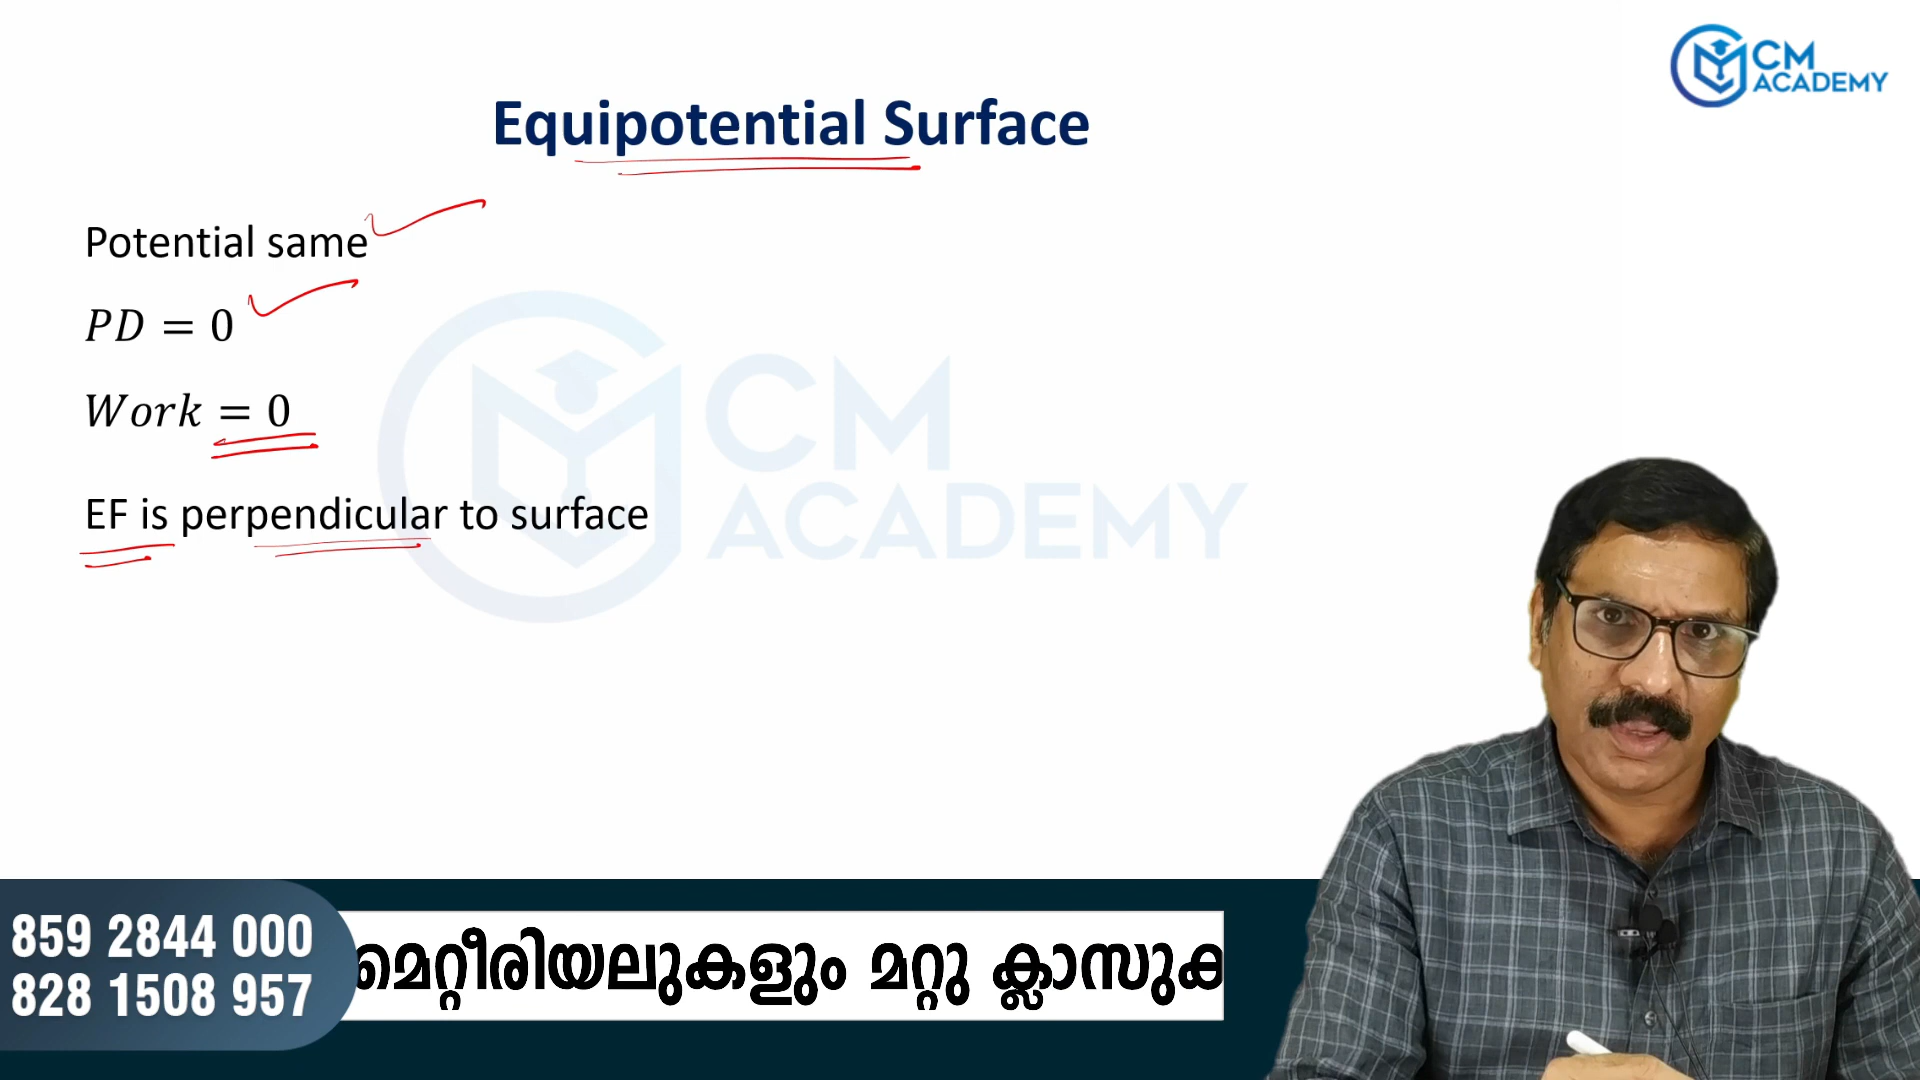 CM
ACADEMY
Equipotential Surface
Potential same
PD = 0
Work = 0
EF is perpendicular to surface
CM
ACADEMY
859 2844 000
828 1508 957
മെറ്റീരിയലുകളും മറ്റു ക്ലാസുക